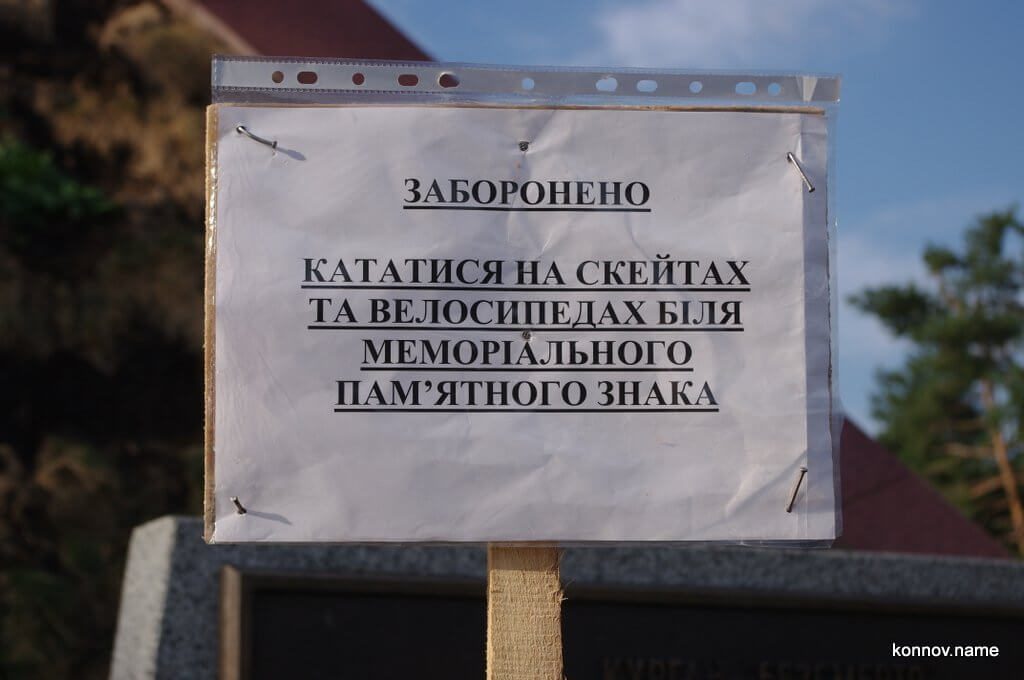 ЗАБОРОНЕНО
КАТАТИСЯ НА СКЕЙТАХ
ТА ВЕЛОСИПЕДАХ БІЛЯ
МЕМОРІАЛЬНОГО
ПАМ’ЯТНОГО ЗНАКА
konnov.name